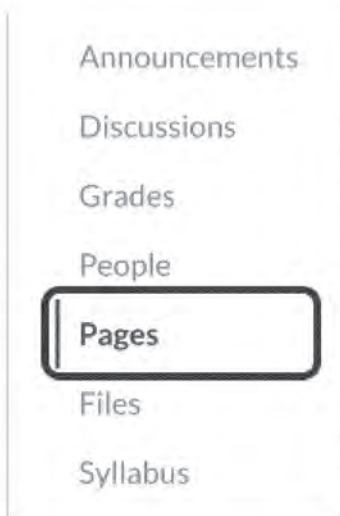 Announcements
Discussions
Grades
People
Pages
Files
Syllabus